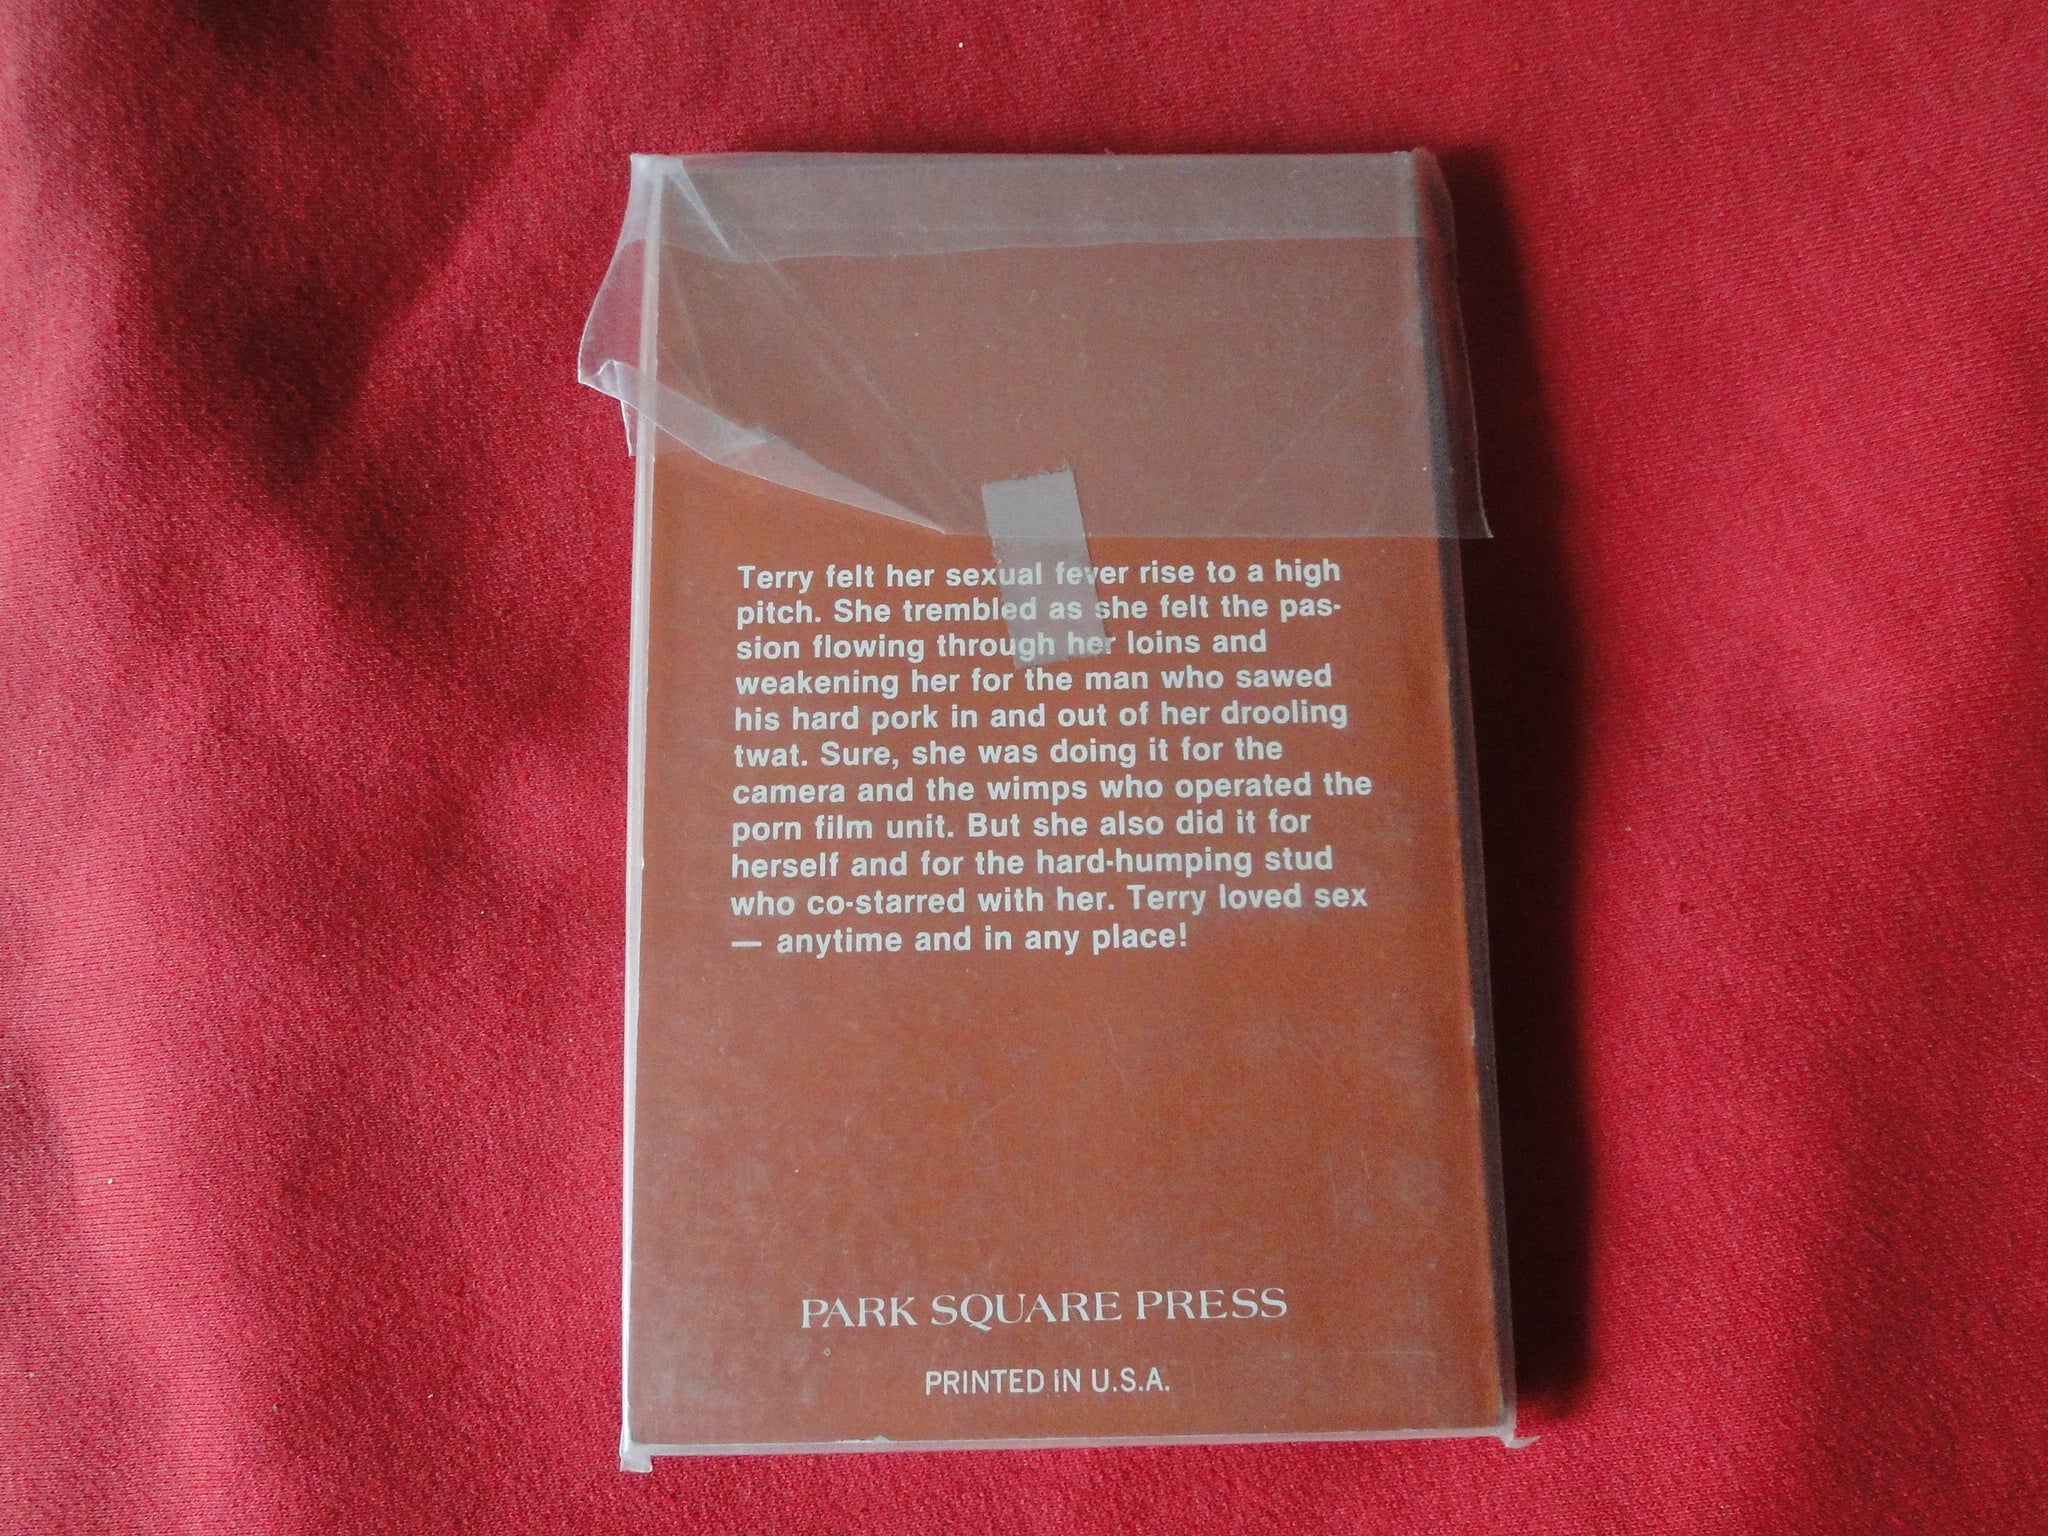 Terry felt her sexual fever rise to a high
pitch. She trembled as she felt the pas-
sion flowing through her loins and
weakening her for the man who sawed
his hard pork in and out of her drooling
twat. Sure, she was doing it for the
camera and the wimps who operated the
porn film unit. But she also did it for
herself and for the hard-humping stud
who co-starred with her. Terry loved sex
— anytime and in any place!
PARK SQUARE PRESS
PRINTED IN U.S.A.